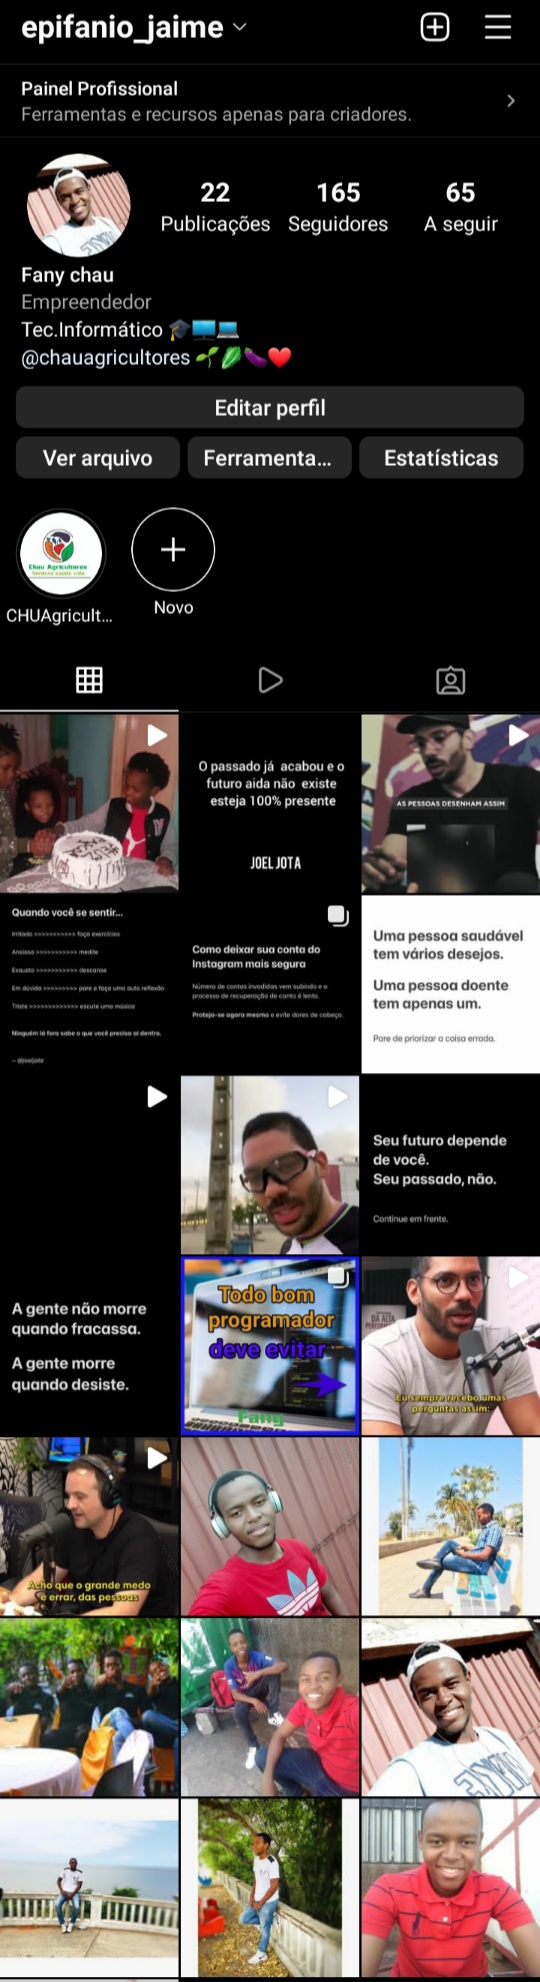 epifanio_jaime
Painel Profissional
Ferramentas e recursos apenas para criadores.
22
165
65
Publicações
Seguidores
A seguir
Fany chau
Empreendedor
Tec.Informático 🎓🖥️💻
@chauagricultores 🌱🥒🍆❤️
Editar perfil
Ver arquivo
Ferramenta...
Estatísticas
Chau Agricultores
Verdura saúde vida
CHUAgricult...
Novo
O passado já acabou e o
futuro aida não existe
esteja 100% presente
JOEL JOTA
AS PESSOAS DESENHAM ASSIM
Quando você se sentir...
Irritado >>>>>>>>>>> faça exercícios
Ansioso >>>>>>>>>>> medite
Exausto >>>>>>>>>>> descanse
Em dúvida >>>>>>>>>>> pare e faça uma auto reflexão
Triste >>>>>>>>>>> escute uma música
Ninguém lá fora sabe o que você precisa aí dentro.
– @joeljota
Como deixar sua conta do
Instagram mais segura
Número de contas invadidas vem subindo e o
processo de recuperação de conta é lento.
Proteja-se agora mesmo e evite dores de cabeça.
Uma pessoa saudável
tem vários desejos.
Uma pessoa doente
tem apenas um.
Pare de priorizar a coisa errada.
Seu futuro depende
de você.
Seu passado, não.
Continue em frente.
A gente não morre
quando fracassa.
A gente morre
quando desiste.
Todo bom
programador
deve evitar
Fany
DA ALTA
Eu sempre recebo umas
perguntas assim:
Acho que o grande medo
é errar, das pessoas